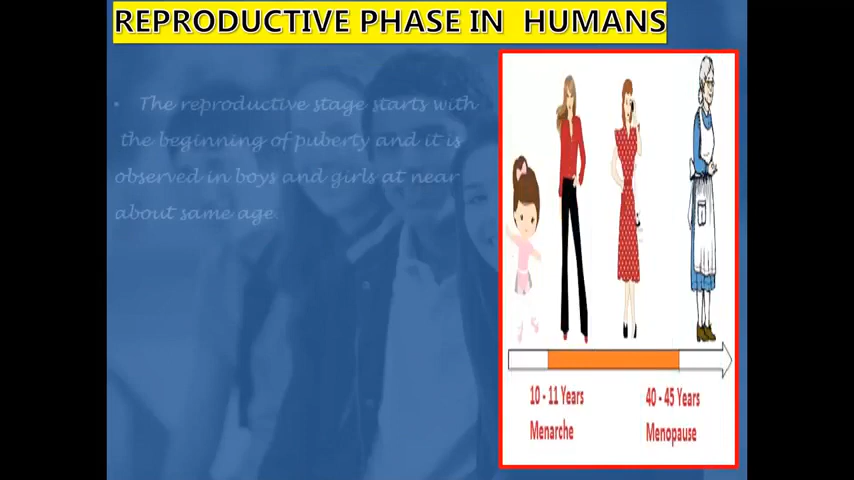 REPRODUCTIVE PHASE IN HUMANS
• The reproductive stage starts with
the beginning of puberty and it is
observed in boys and girls at near
about same age.
10 - 11 Years
Menarche
40 - 45 Years
Menopause